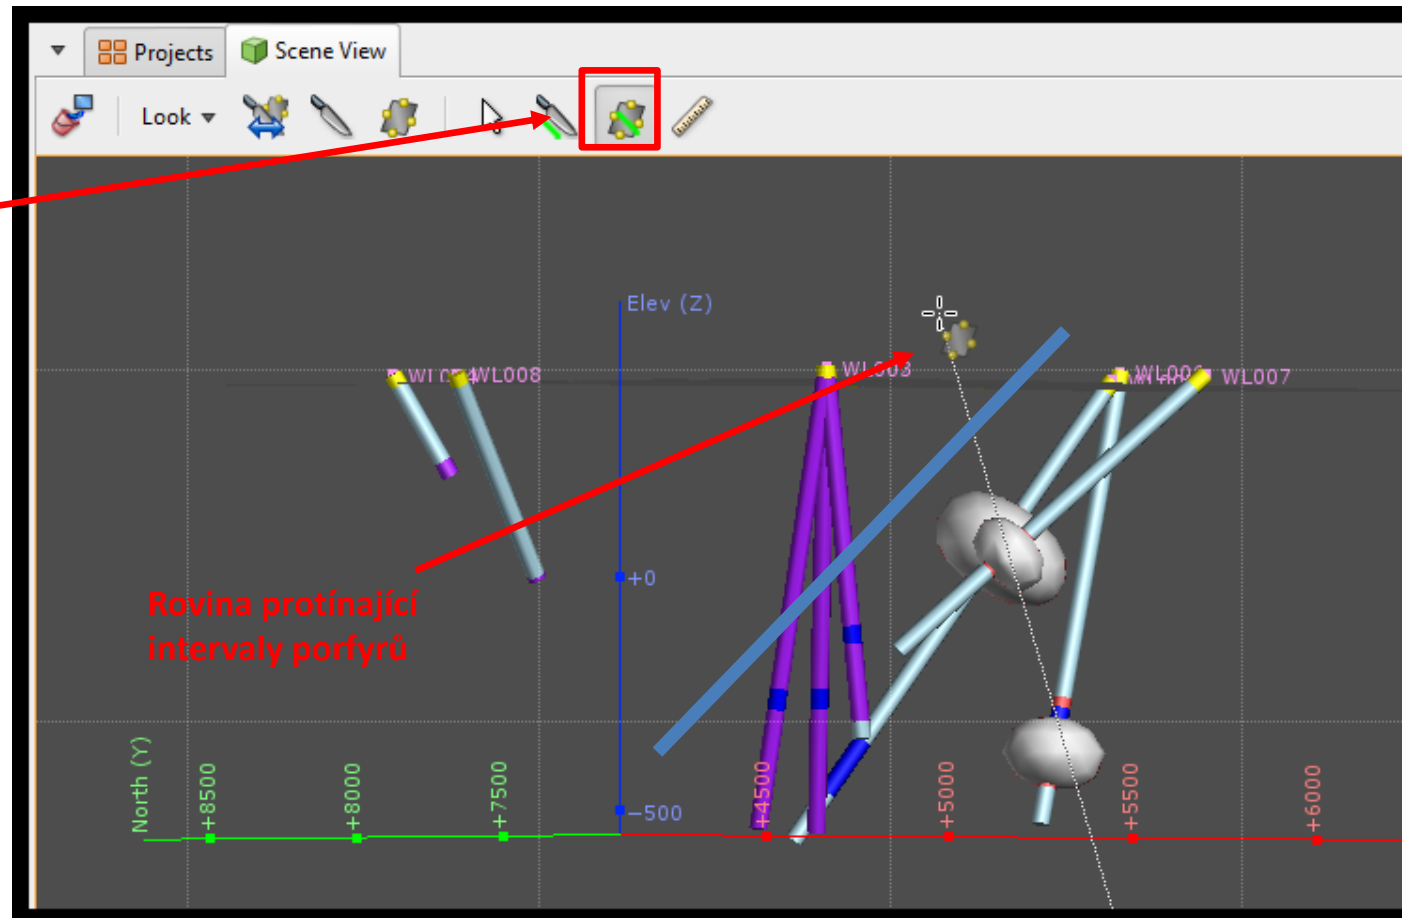 Projects
Scene View
Look
Elev (Z)
WL008
WL003
WL007
+0
Rovina protínající
intervaly porfyrů
-500
North (Y)
+8500
+8000
+7500
+4500
+5000
+5500
+6000